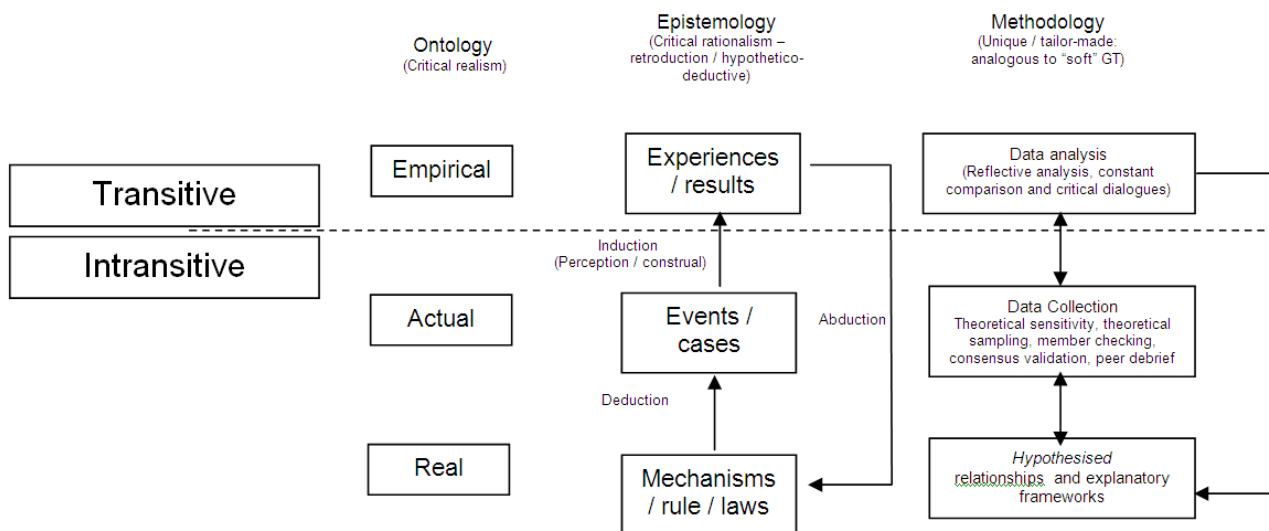 Ontology
(Critical realism)
Epistemology
(Critical rationalism –
retroduction / hypothetico-
deductive)
Methodology
(Unique / tailor-made:
analogous to “soft” GT)
Transitive
Intransitive
Empirical
Actual
Real
Experiences
/ results
Induction
(Perception / construal)
Events /
cases
Deduction
Mechanisms
/ rule / laws
Abduction
Data analysis
(Reflective analysis, constant
comparison and critical dialogues)
Data Collection
Theoretical sensitivity, theoretical
sampling, member checking,
consensus validation, peer debrief
Hypothesised
relationships and explanatory
frameworks